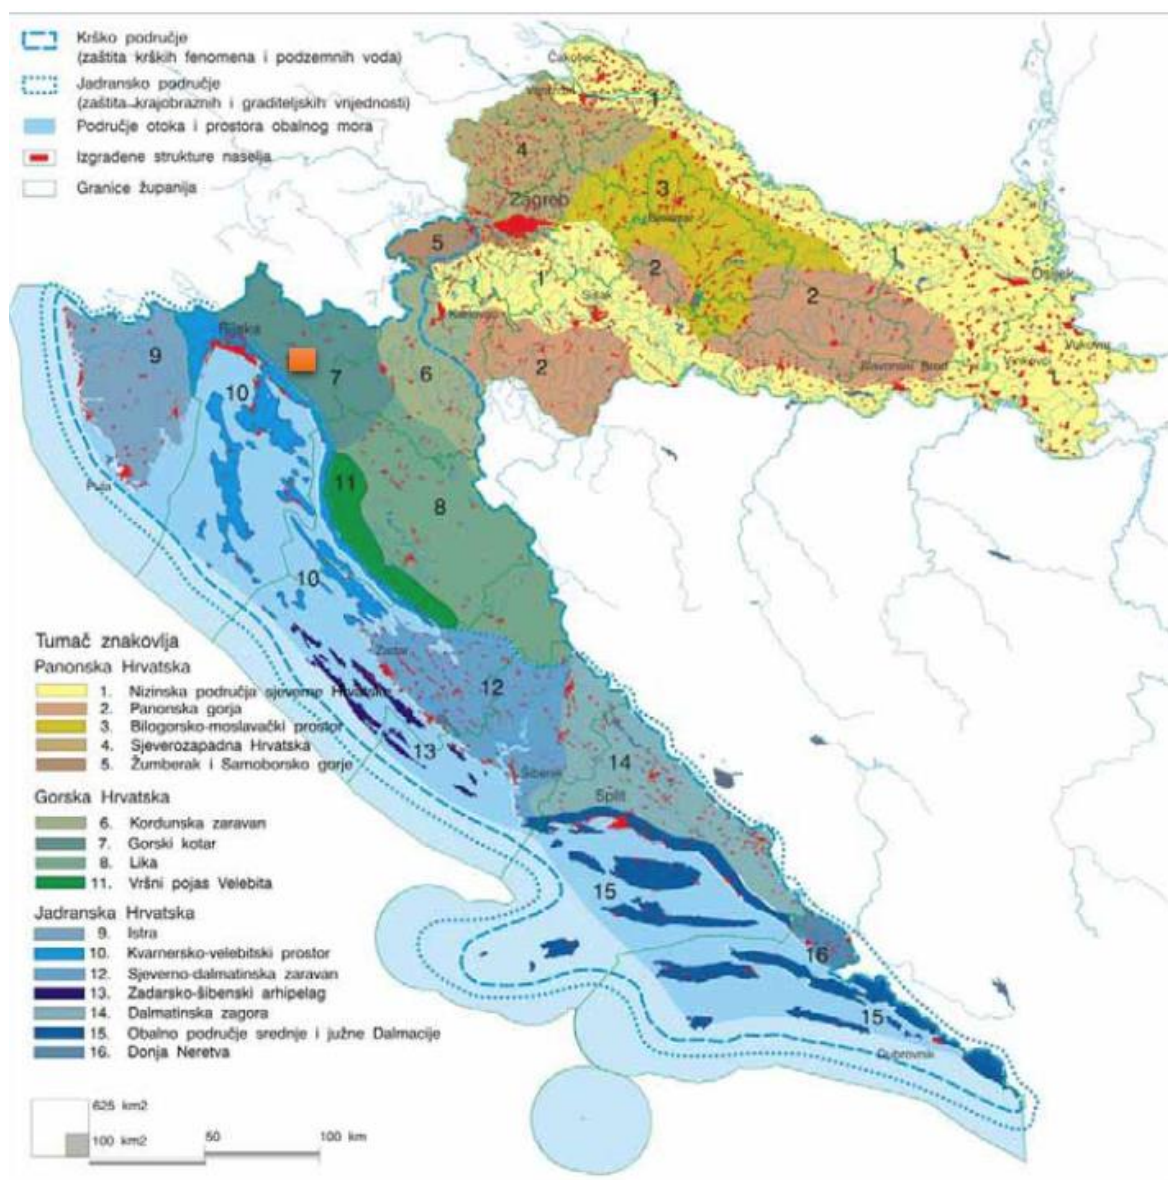 Krško područje
(zaštita krških fenomena i podzemnih voda)
Jadransko područje
(zaštita krajobraznih i graditeljskih vrijednosti)
Područje otoka i prostora obalnog mora
Izgrađene strukture naselja
Granice županija
Čakovec
Varaždin
1
4
3
Zagreb
5
2
1
1
Sisak
2
Osijek
Karlovac
Rijeka
9
7
6
2
Slavonski Brod
Vinkovci
Vukovar
1
10
Pula
11
8
10
Zadar
12
13
Šibenik
14
Split
15
16
15
Dubrovnik
Tumač znakovlja
Panonska Hrvatska
1. Nizinska područja sjeverne Hrvatske
2. Panonska gorja
3. Bilogorsko-moslavački prostor
4. Sjeverozapadna Hrvatska
5. Žumberak i Samoborsko gorje
Gorska Hrvatska
6. Kordunska zaravan
7. Gorski kotar
8. Lika
11. Vršni pojas Velebita
Jadranska Hrvatska
9. Istra
10. Kvarnersko-velebitski prostor
12. Sjeverno-dalmatinska zaravan
13. Zadarsko-šibenski arhipelag
14. Dalmatinska zagora
15. Obalno područje srednje i južne Dalmacije
16. Donja Neretva
625 km2
100 km2
50
100 km